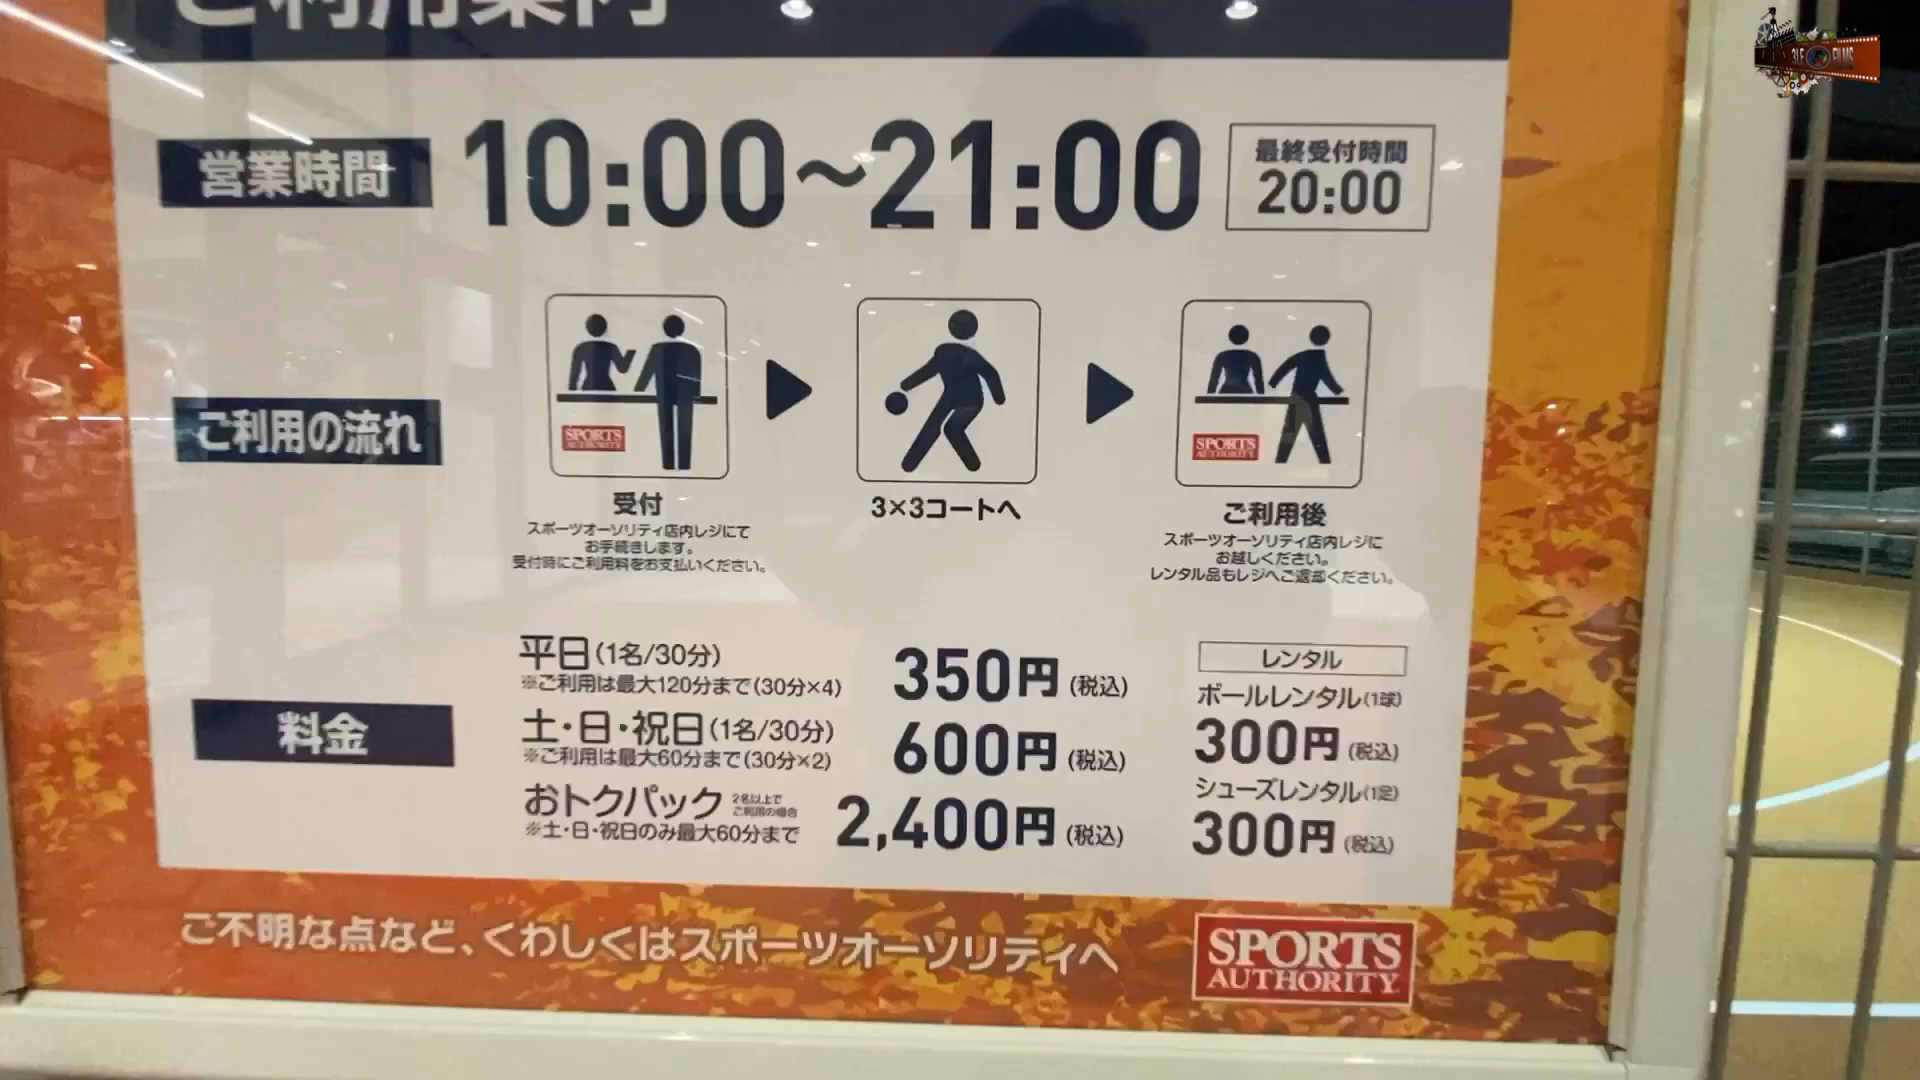 ご利用案内
営業時間
10:00~21:00
最終受付時間
20:00
ご利用の流れ
SPORTS
AUTHORITY
受付
スポーツオーソリティ店内レジにて
お手続きします。
受付時にご利用料をお支払いください。
3×3コートへ
SPORTS
AUTHORITY
ご利用後
スポーツオーソリティ店内レジに
お越しください。
レンタル品もレジへご返却ください。
料金
平日(1名/30分)
350円(税込)
※ご利用は最大120分まで(30分×4)
土・日・祝日(1名/30分)
600円(税込)
※ご利用は最大60分まで(30分×2)
おトクパック 2名以上で
ご利用の場合
2,400円(税込)
※土・日・祝日のみ最大60分まで
レンタル
ボールレンタル(1球)
300円(税込)
シューズレンタル(1足)
300円(税込)
ご不明な点など、くわしくはスポーツオーソリティへ
SPORTS
AUTHORITY
FILMS